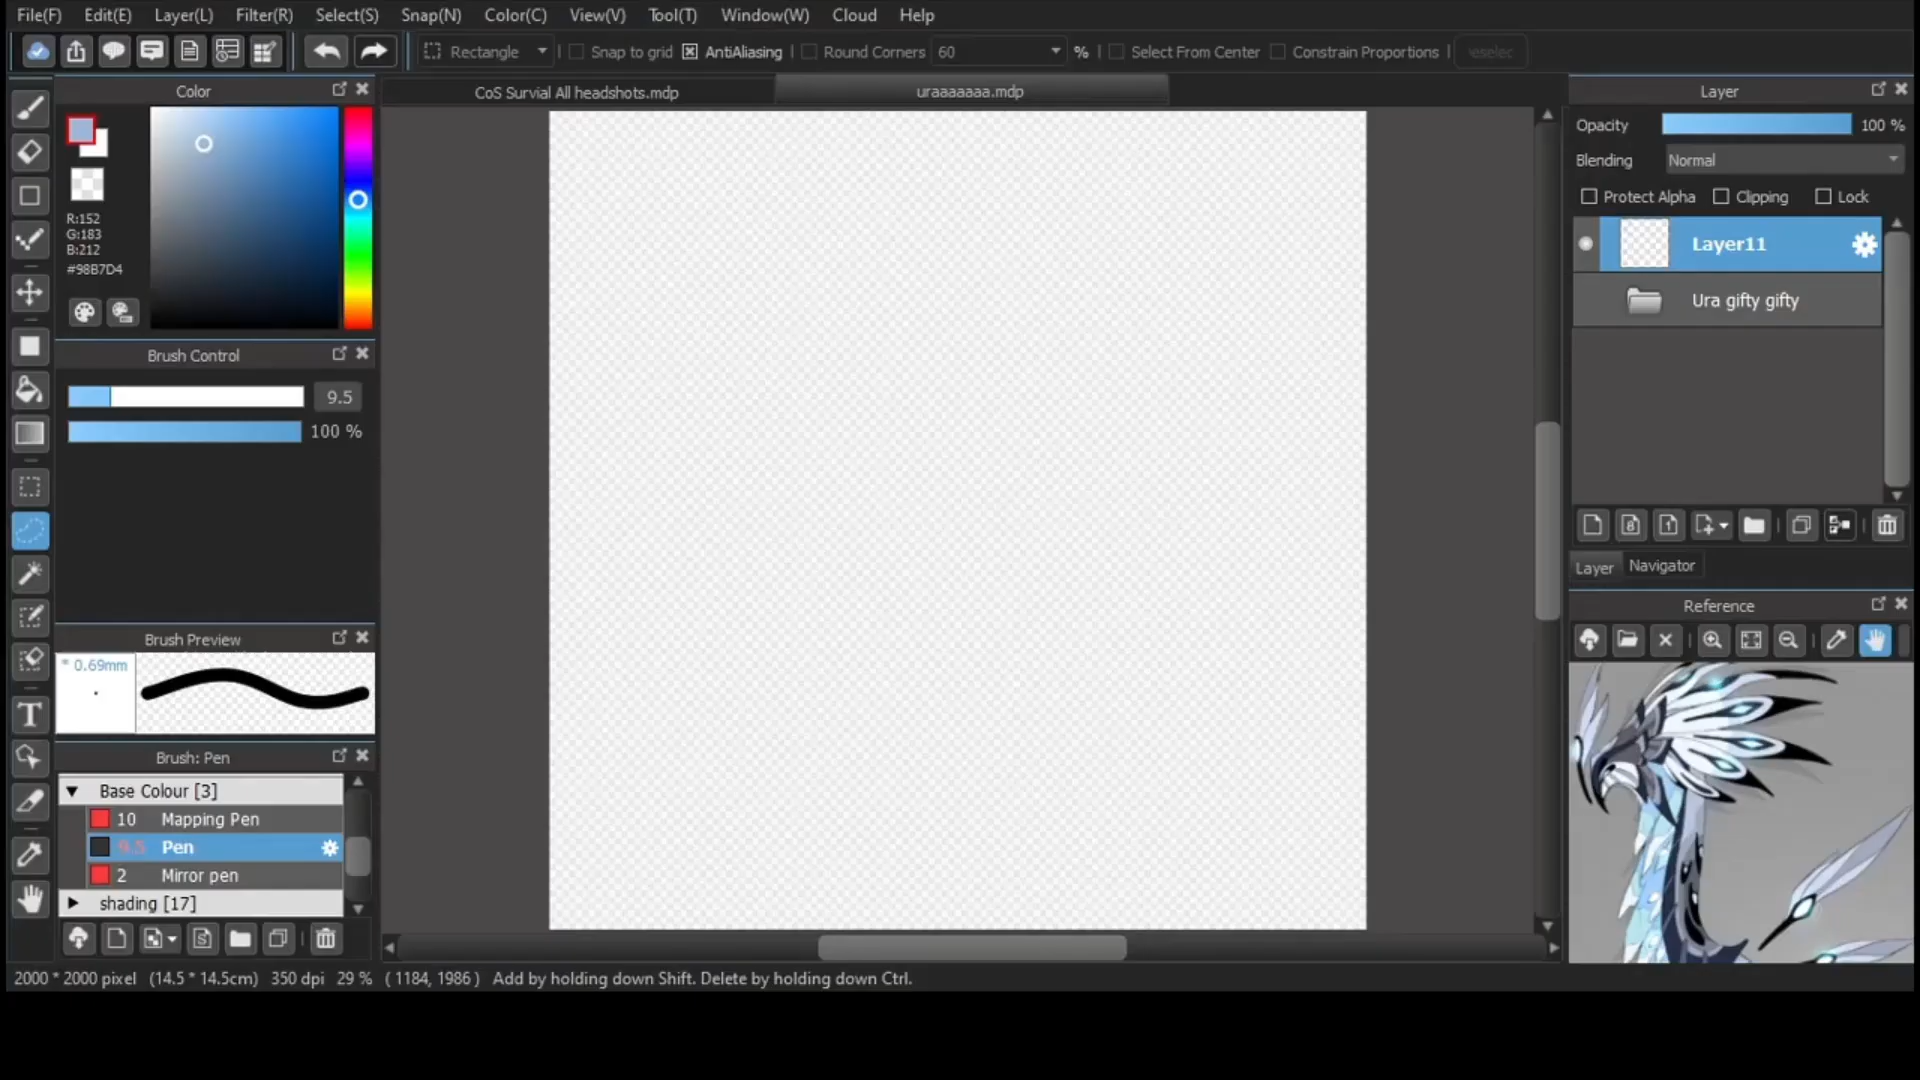 File(F) Edit(E) Layer(L) Filter(R) Select(S) Snap(N) Color(C) View(V) Tool(T) Window(W) Cloud Help
Rectangle Snap to grid AntiAliasing Round Corners 60 % Select From Center Constrain Proportions
Color
CoS Survial All headshots.mdp
uraaaaaaa.mdp
R:152
G:183
B:212
#98B7D4
Brush Control
9.5
100 %
Brush Preview
* 0.69mm
Brush: Pen
Base Colour [3]
10 Mapping Pen
9.5 Pen
2 Mirror pen
shading [17]
Layer
Opacity 100 %
Blending Normal
Protect Alpha Clipping Lock
Layer11
Ura gifty gifty
8 1
Layer Navigator
Reference
T
S
2000 * 2000 pixel (14.5 * 14.5cm) 350 dpi 29 % ( 1184, 1986 ) Add by holding down Shift. Delete by holding down Ctrl.